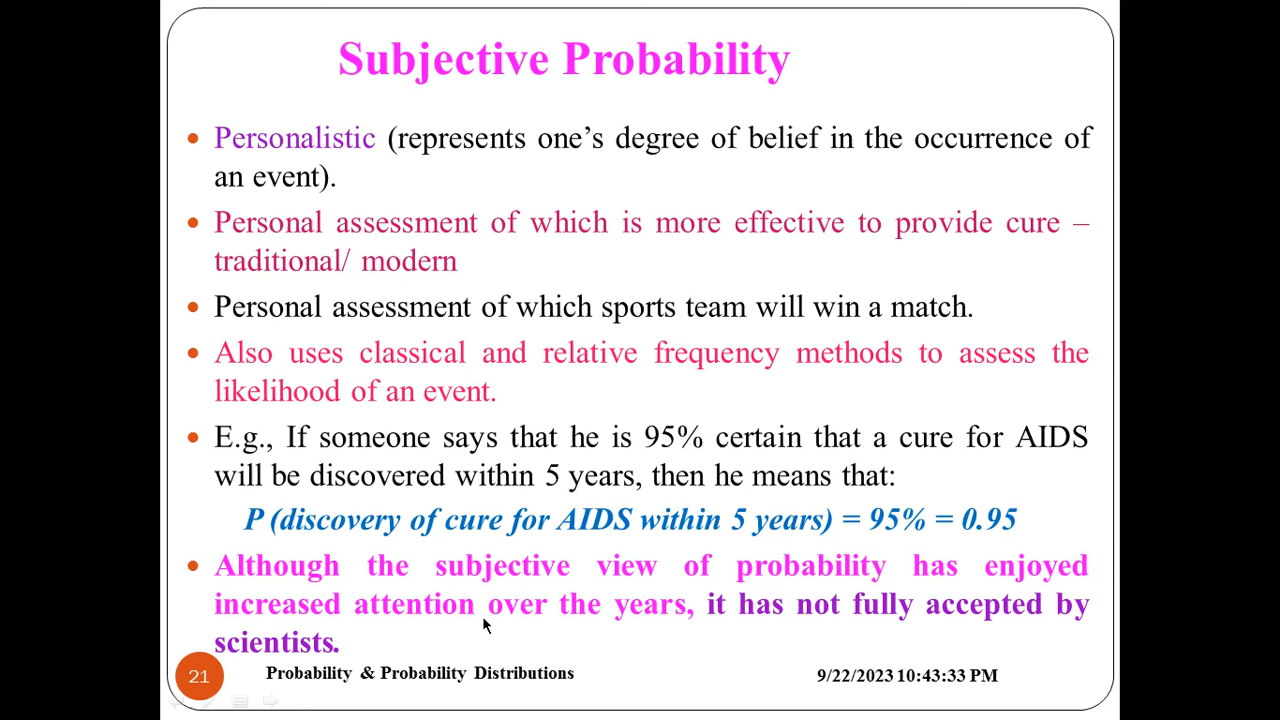 Subjective Probability
• Personalistic (represents one's degree of belief in the occurrence of
an event).
• Personal assessment of which is more effective to provide cure –
traditional/ modern
• Personal assessment of which sports team will win a match.
• Also uses classical and relative frequency methods to assess the
likelihood of an event.
• E.g., If someone says that he is 95% certain that a cure for AIDS
will be discovered within 5 years, then he means that:
P (discovery of cure for AIDS within 5 years) = 95% = 0.95
• Although the subjective view of probability has enjoyed
increased attention over the years, it has not fully accepted by
scientists.
21 Probability & Probability Distributions 9/22/2023 10:43:33 PM